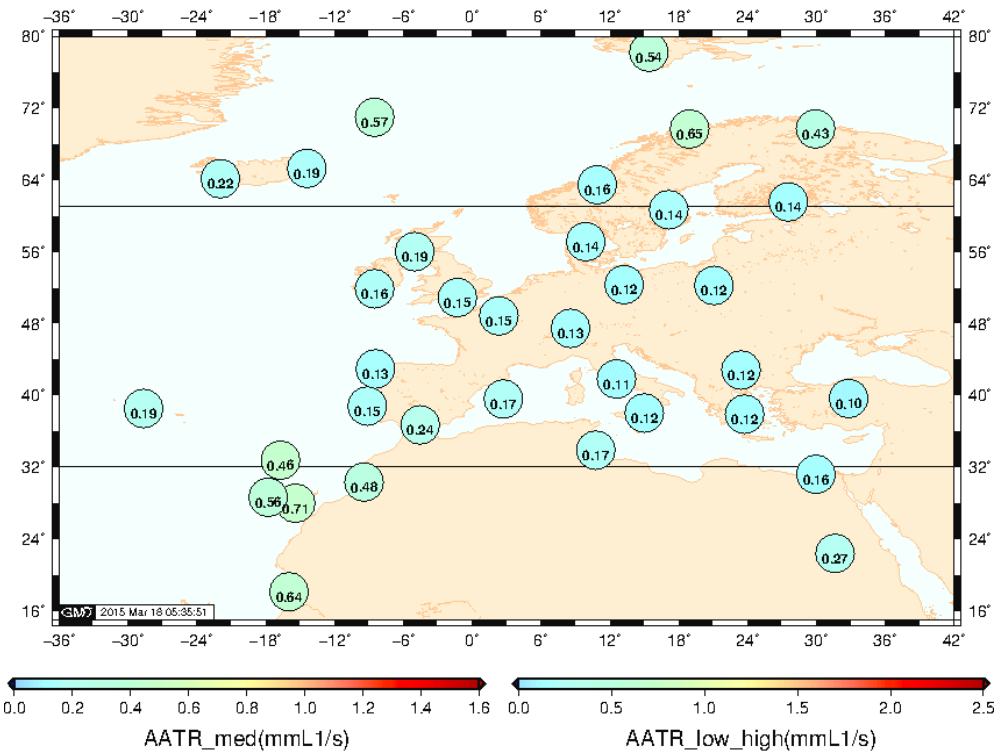 −36° −30° −24° −18° −12° −6° 0° 6° 12° 18° 24° 30° 36° 42°
80° 80°
0.54
72° 0.57 72°
0.65 0.43
64° 0.22 0.19 0.16 64°
0.14 0.14
56° 0.19 0.14 56°
0.16 0.15 0.12 0.12
48° 0.15 0.13 48°
0.13 0.11 0.12
40° 0.19 0.15 0.17 0.10 40°
0.24 0.12 0.12
32° 0.46 0.17 32°
0.48 0.16
0.56 0.71
24° 0.27 24°
0.64
16° GMT 2015 Mar 18 05:35:51 16°
−36° −30° −24° −18° −12° −6° 0° 6° 12° 18° 24° 30° 36° 42°
0.0 0.2 0.4 0.6 0.8 1.0 1.2 1.4 1.6
AATR_med(mmL1/s)
0.0 0.5 1.0 1.5 2.0 2.5
AATR_low_high(mmL1/s)